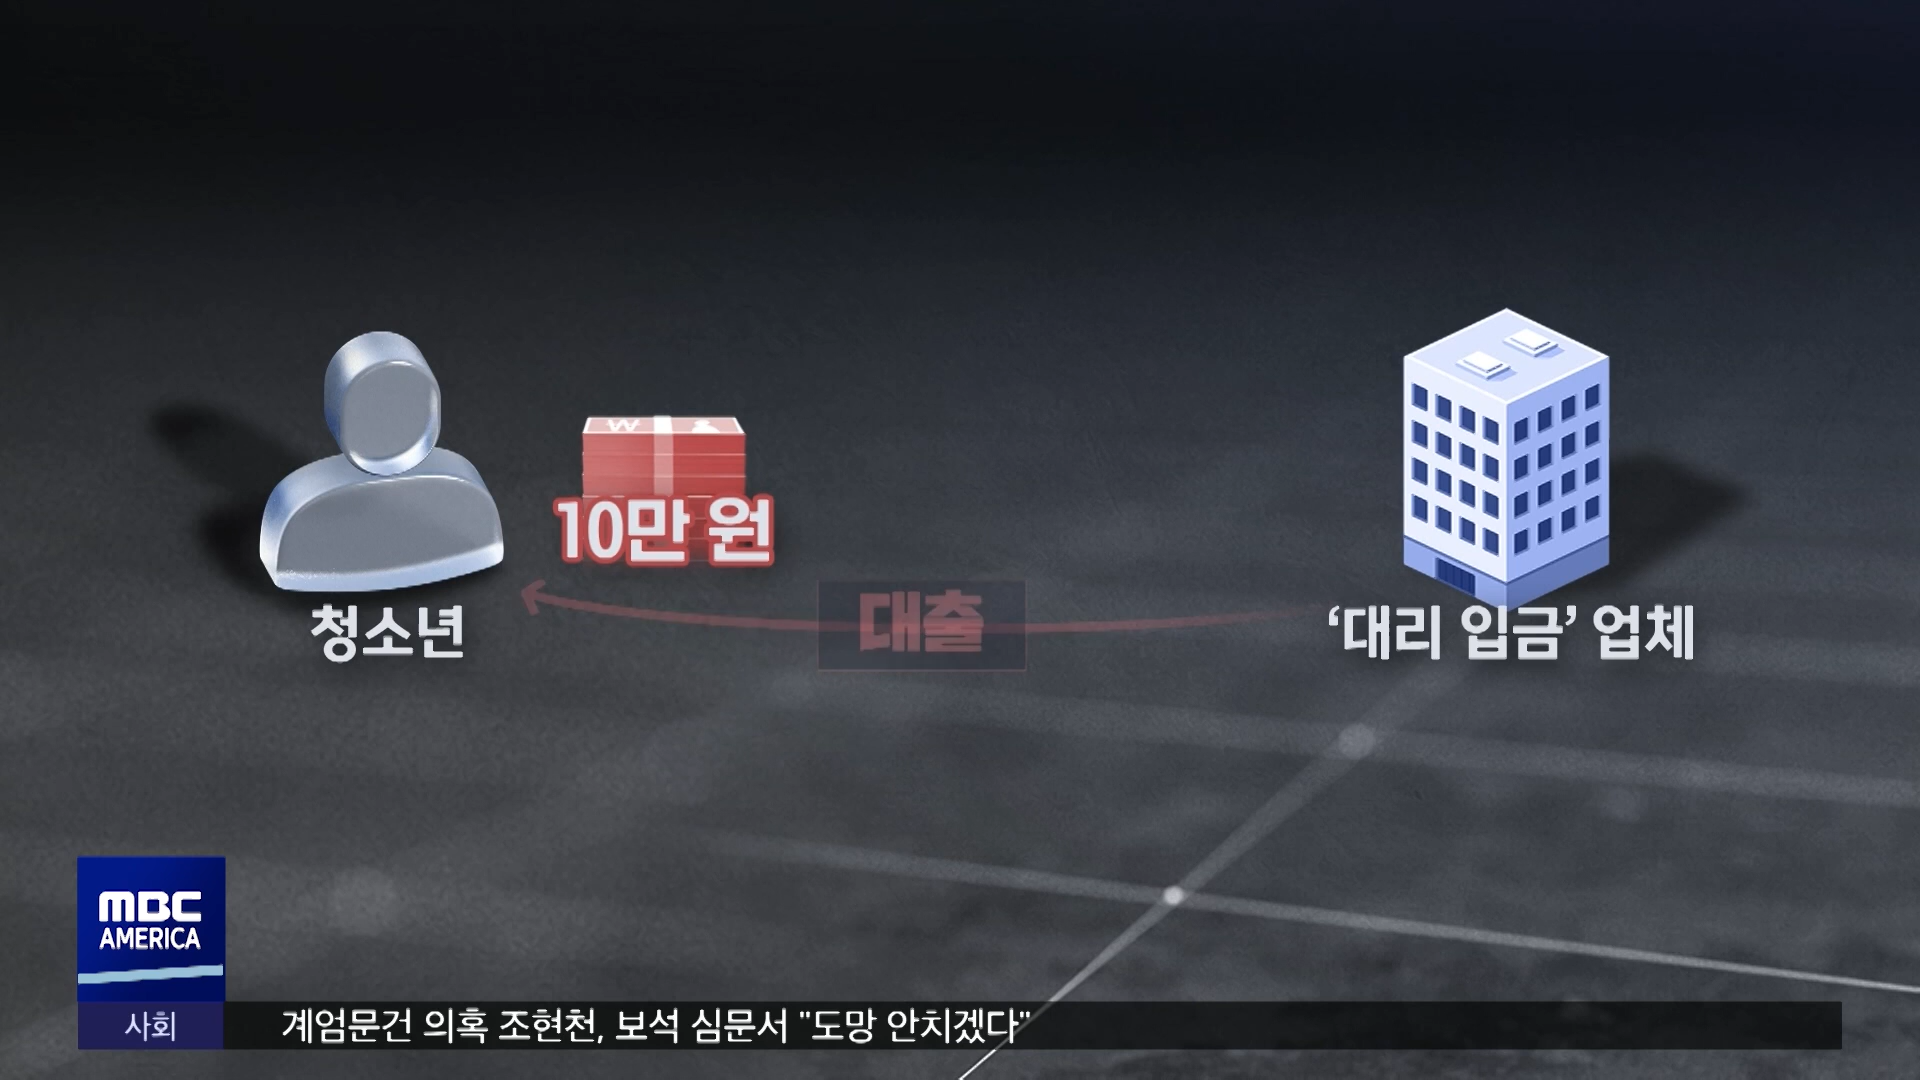 10만 원
대출
청소년
‘대리 입금’ 업체
MBC
AMERICA
사회
계엄문건 의혹 조현천, 보석 심문서 "도망 안치겠다"